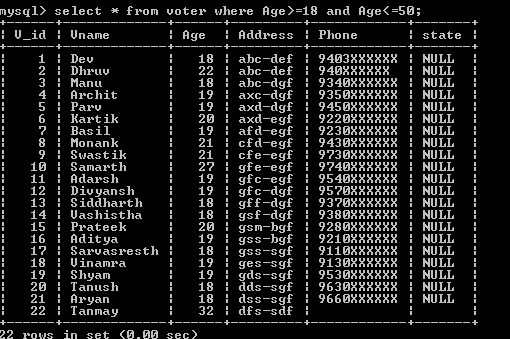 mysql> select * from voter where Age>=18 and Age<=50;
+------+-------------+------+---------+------------+-------+
| V_id | Vname       | Age  | Address | Phone      | state |
+------+-------------+------+---------+------------+-------+
|    1 | Dev         |   18 | abc-def | 9403XXXXXX | NULL  |
|    2 | Dhruv       |   22 | abc-def | 940XXXXXX  | NULL  |
|    3 | Manu        |   18 | abc-def | 9340XXXXXX | NULL  |
|    4 | Archit      |   19 | axc-dgf | 9350XXXXXX | NULL  |
|    5 | Parv        |   19 | axd-dgf | 9450XXXXXX | NULL  |
|    6 | Kartik      |   20 | axd-egf | 9220XXXXXX | NULL  |
|    7 | Basil       |   19 | afd-egf | 9230XXXXXX | NULL  |
|    8 | Monank      |   21 | cfd-egf | 9430XXXXXX | NULL  |
|    9 | Swastik     |   21 | cfe-egf | 9730XXXXXX | NULL  |
|   10 | Samarth     |   27 | gfe-egf | 9740XXXXXX | NULL  |
|   11 | Adarsh      |   19 | gfc-egf | 9540XXXXXX | NULL  |
|   12 | Divyansh    |   19 | gfc-dgf | 9570XXXXXX | NULL  |
|   13 | Siddharth   |   18 | gff-dgf | 9370XXXXXX | NULL  |
|   14 | Vashistha   |   18 | gsf-dgf | 9380XXXXXX | NULL  |
|   15 | Prateek     |   20 | gsm-bgf | 9280XXXXXX | NULL  |
|   16 | Aditya      |   19 | gss-bgf | 9210XXXXXX | NULL  |
|   17 | Sarvasresth |   18 | gss-sgf | 9110XXXXXX | NULL  |
|   18 | Vinamra     |   18 | ges-sgf | 9130XXXXXX | NULL  |
|   19 | Shyam       |   19 | gds-sgf | 9530XXXXXX | NULL  |
|   20 | Tanush      |   18 | dds-sgf | 9630XXXXXX | NULL  |
|   21 | Aryan       |   18 | dss-sgf | 9660XXXXXX | NULL  |
|   22 | Tanmay      |   32 | dfs-sdf |            |       |
+------+-------------+------+---------+------------+-------+
22 rows in set (0.00 sec)